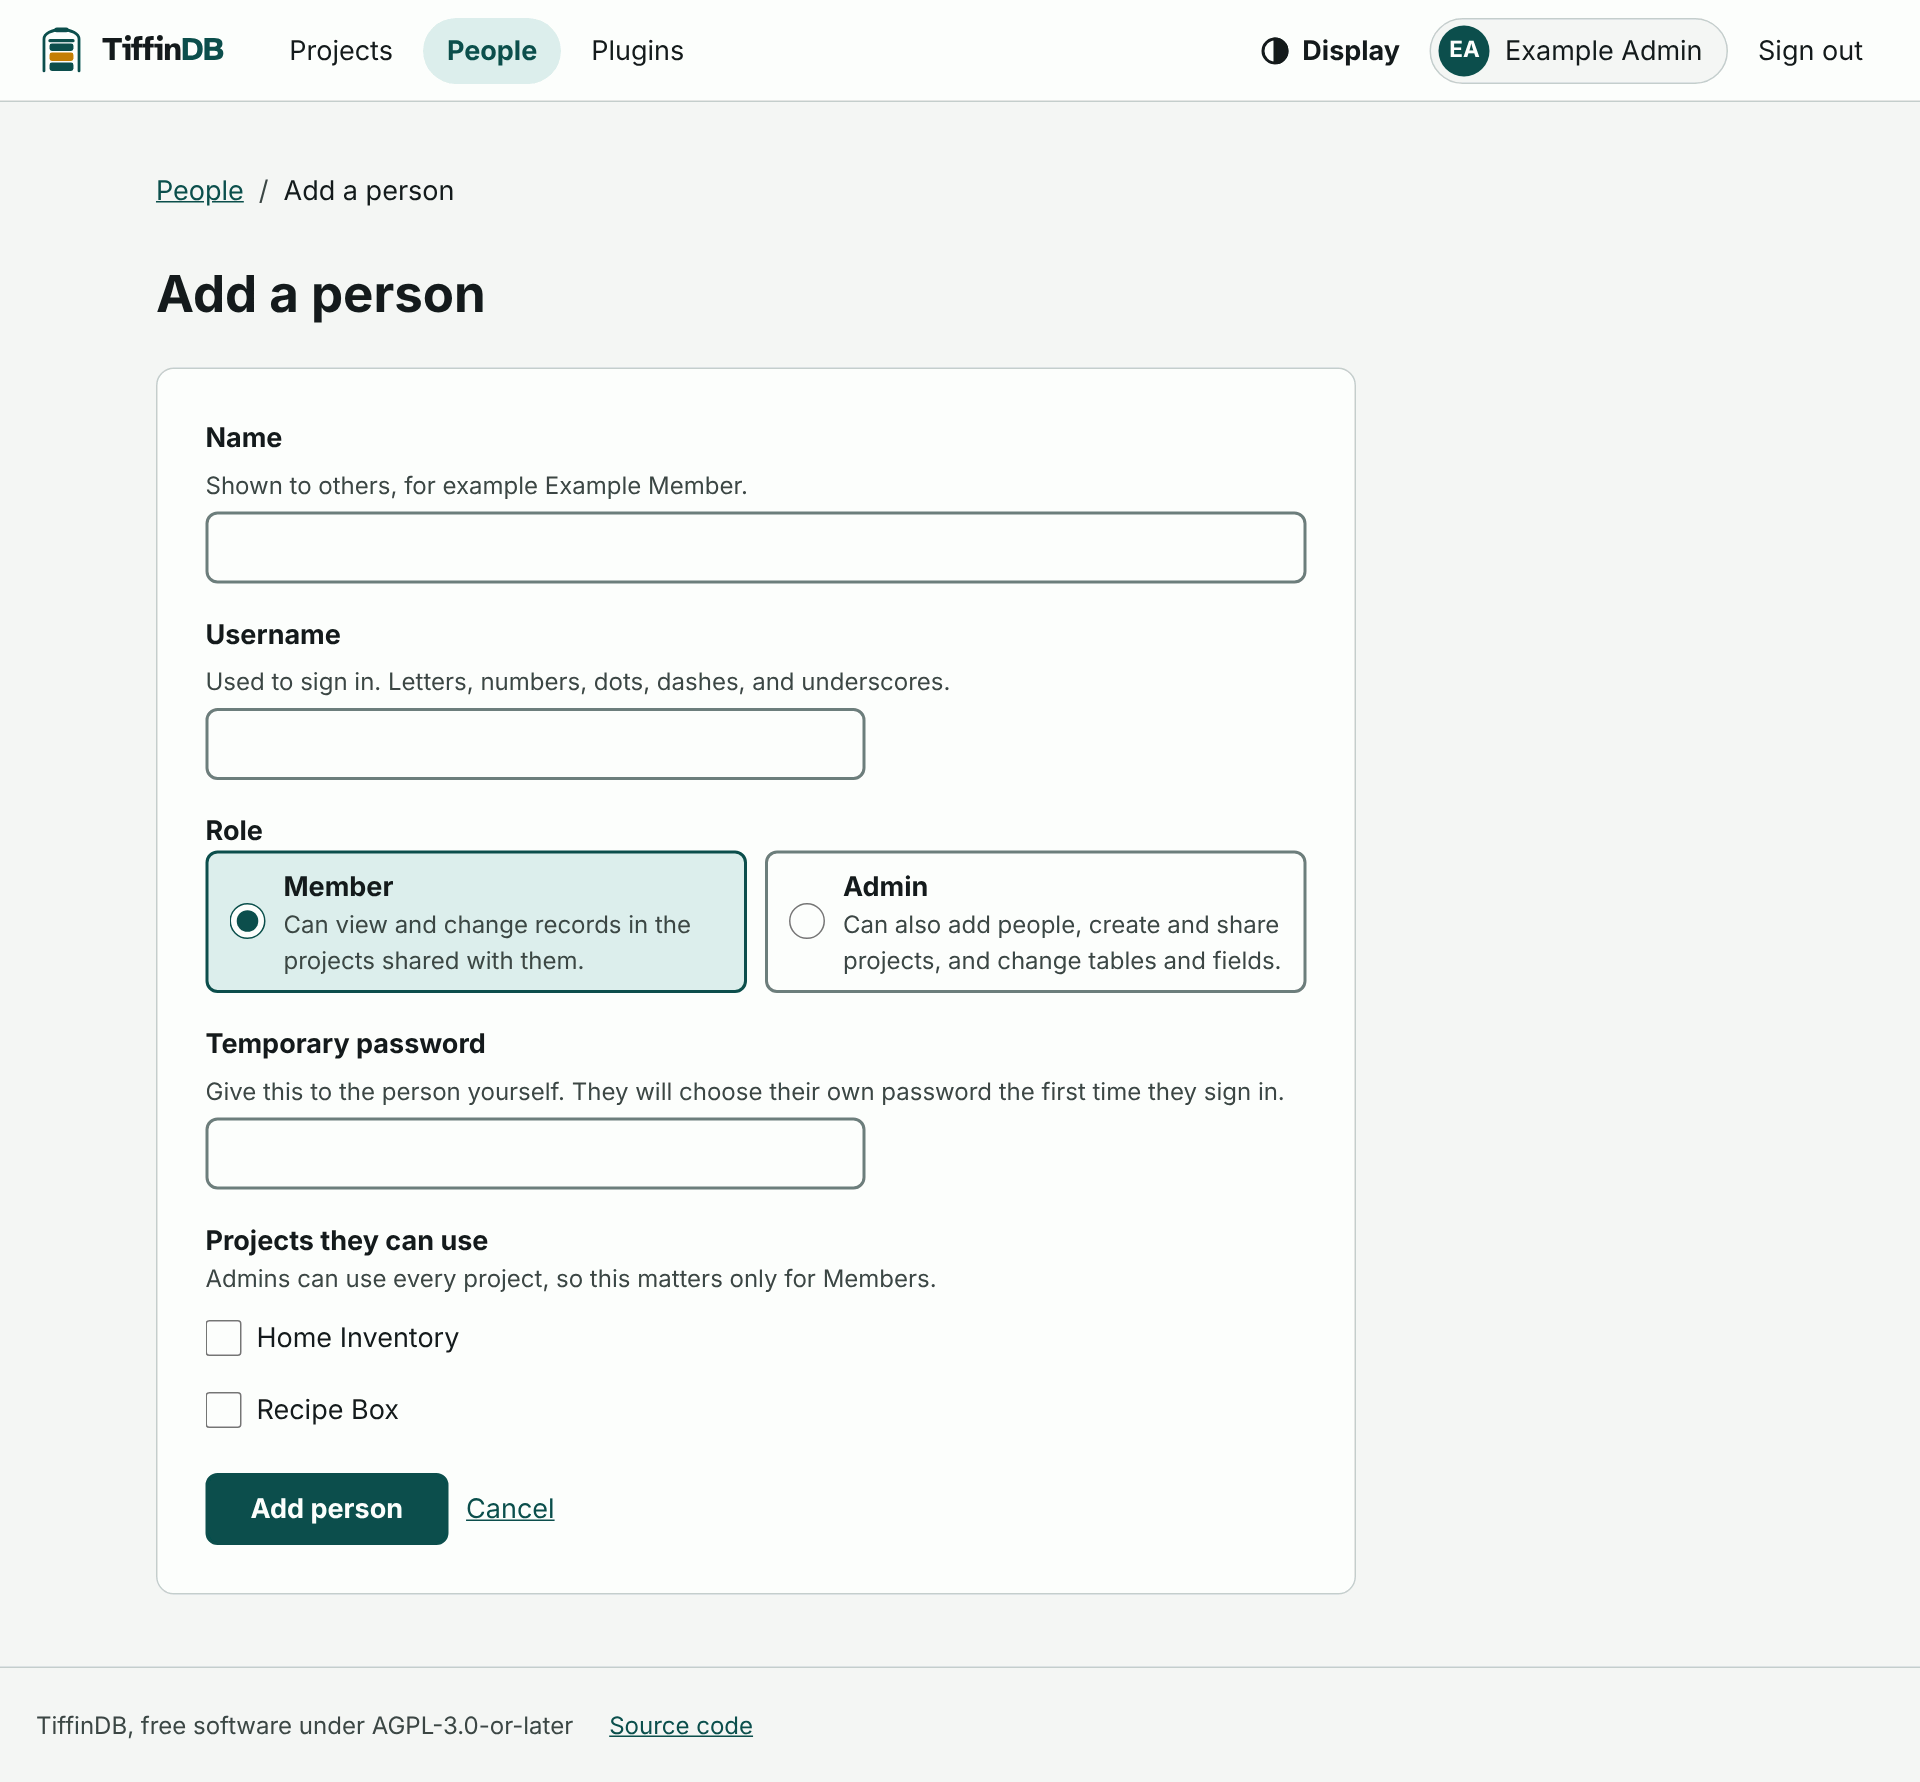 TiffinDB
Projects
People
Plugins
Display
EA
Example Admin
Sign out
People / Add a person
Add a person
Name
Shown to others, for example Example Member.
Username
Used to sign in. Letters, numbers, dots, dashes, and underscores.
Role
Member
Can view and change records in the
projects shared with them.
Admin
Can also add people, create and share
projects, and change tables and fields.
Temporary password
Give this to the person yourself. They will choose their own password the first time they sign in.
Projects they can use
Admins can use every project, so this matters only for Members.
Home Inventory
Recipe Box
Add person
Cancel
TiffinDB, free software under AGPL-3.0-or-later
Source code